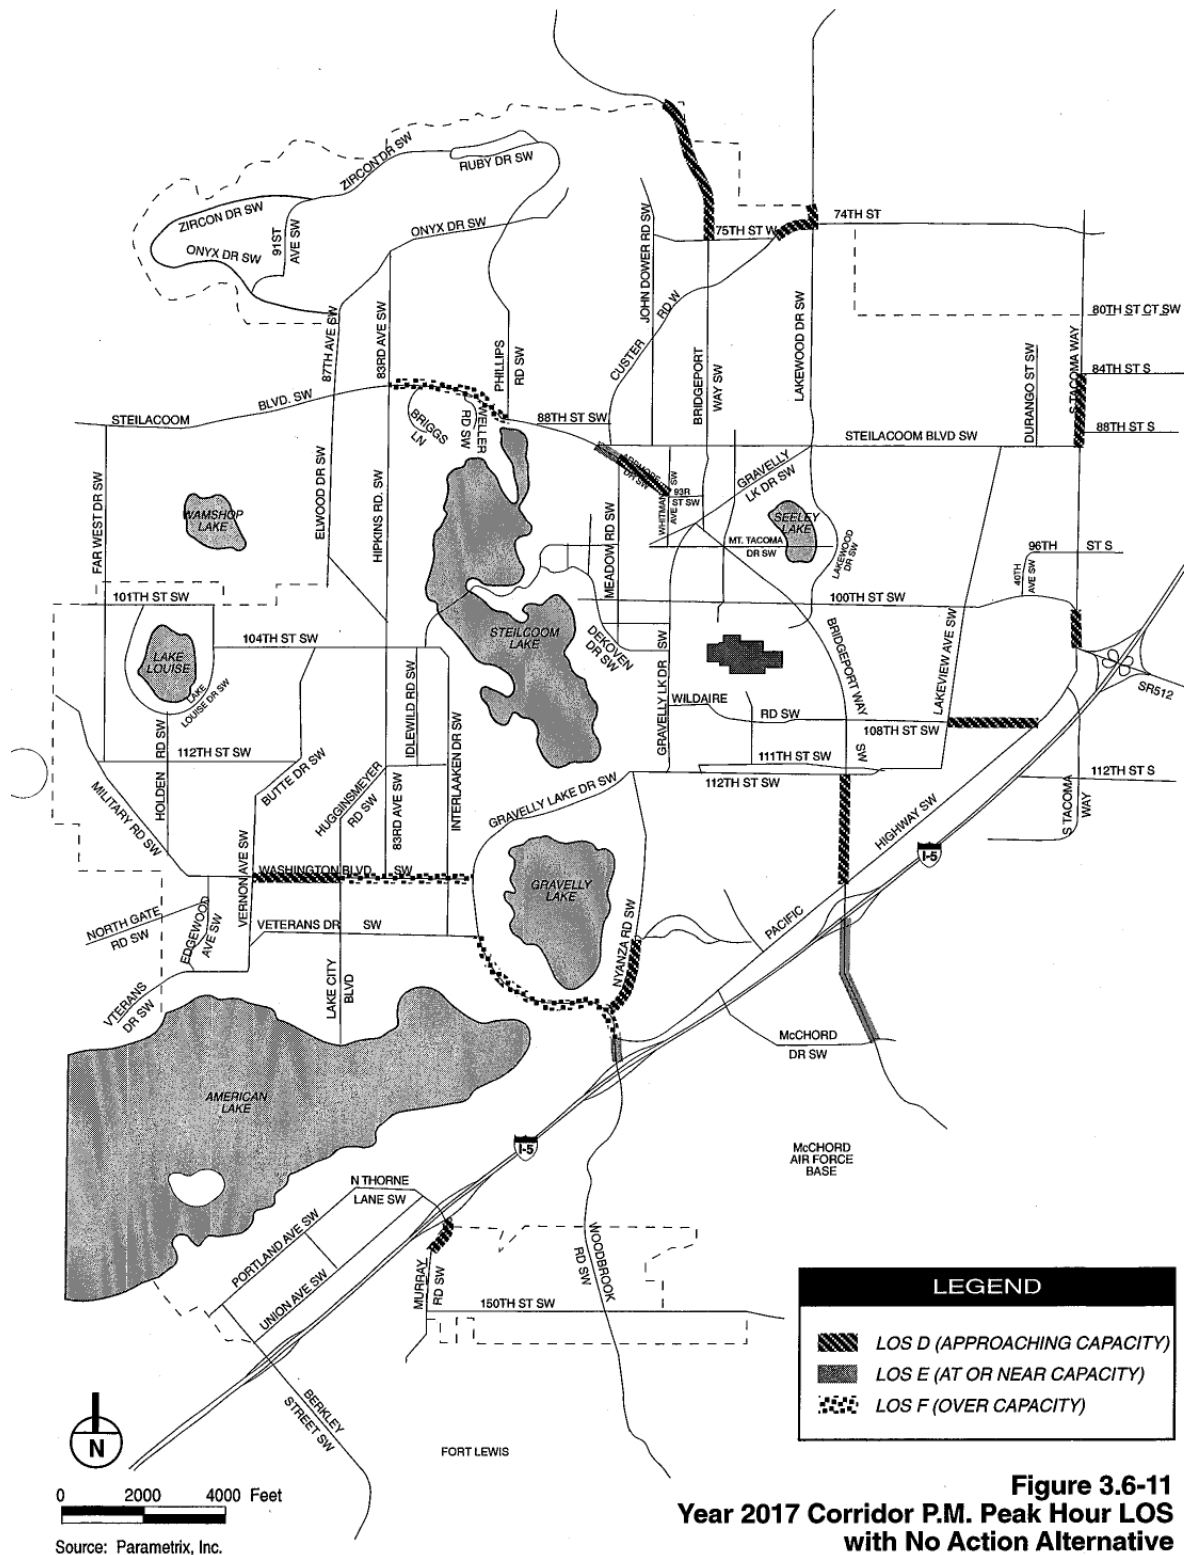 ZIRCON DR SW
RUBY DR SW
ZIRCON DR SW
91ST
AVE SW
ONYX DR SW
ONYX DR SW
JOHN DOWER RD SW
75TH ST W
74TH ST
CUSTER
RD W
BRIDGEPORT
WAY SW
LAKEWOOD DR SW
80TH ST CT SW
S TACOMA WAY
DURANGO ST SW
84TH ST S
88TH ST S
87TH AVE SW
83RD AVE SW
PHILLIPS
RD SW
STEILACOOM
BLVD. SW
BRIGGS
LN
WELLER
RD SW
88TH ST SW
STEILACOOM BLVD SW
ARDMORE
DR SW
WHITMAN
AVE SW
93R
ST SW
GRAVELLY
LK DR SW
SEELEY
LAKE
MT. TACOMA
DR SW
LAKEWOOD
DR SW
FAR WEST DR SW
WAMSHOP
LAKE
ELWOOD DR SW
HIPKINS RD. SW
MEADOW RD SW
96TH
ST S
40TH
AVE SW
101TH ST SW
100TH ST SW
104TH ST SW
STEILCOOM
LAKE
DEKOVEN
DR SW
LAKE
LOUISE
LAKE
LOUISE DR SW
IDLEWILD RD SW
GRAVELLY LK DR SW
BRIDGEPORT WAY
SW
LAKEVIEW AVE SW
SR512
WILDAIRE
RD SW
108TH ST SW
HOLDEN RD SW
112TH ST SW
BUTTE DR SW
HUGGINSMEYER
RD SW
83RD AVE SW
INTERLAAKEN DR SW
111TH ST SW
112TH ST SW
112TH ST S
S TACOMA
WAY
MILITARY RD SW
GRAVELLY LAKE DR SW
HIGHWAY SW
PACIFIC
I-5
VERNON AVE SW
WASHINGTON BLVD SW
GRAVELLY
LAKE
NORTH GATE
RD SW
EDGEWOOD
AVE SW
VETERANS DR SW
NYANZA RD SW
VTERANS
DR SW
LAKE CITY
BLVD
McCHORD
DR SW
AMERICAN
LAKE
I-5
McCHORD
AIR FORCE
BASE
N THORNE
LANE SW
PORTLAND AVE SW
UNION AVE SW
MURRAY
RD SW
WOODBROOK
RD SW
150TH ST SW
BERKLEY
STREET SW
FORT LEWIS
LEGEND
LOS D (APPROACHING CAPACITY)
LOS E (AT OR NEAR CAPACITY)
LOS F (OVER CAPACITY)
N
0 2000 4000 Feet
Source: Parametrix, Inc.
Figure 3.6-11
Year 2017 Corridor P.M. Peak Hour LOS
with No Action Alternative